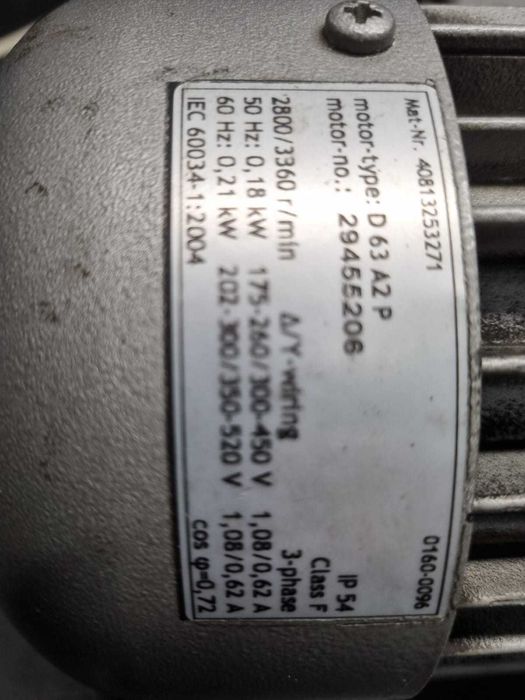 Mat-Nr. 40813253271 0160-0096
motor-type: D 63 A2 P IP 54
motor-no.: 29455206 Class F
3-phase
2800/3360 r/min Δ/Y-wiring
50 Hz: 0,18 kW 175-260/300-450 V 1,08/0,62 A
60 Hz: 0,21 kW 202-300/350-520 V 1,08/0,62 A
IEC 60034-1:2004 cos φ=0,72